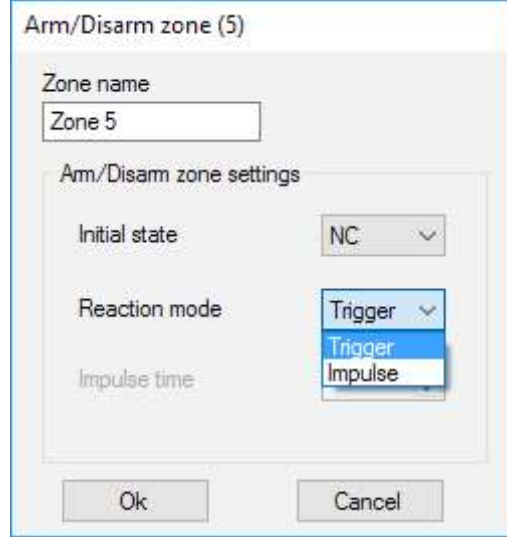 Arm/Disarm zone (5)
Zone name
Zone 5
Arm/Disarm zone settings
Initial state NC
Reaction mode Trigger
Trigger
Impulse
Impulse time
Ok Cancel